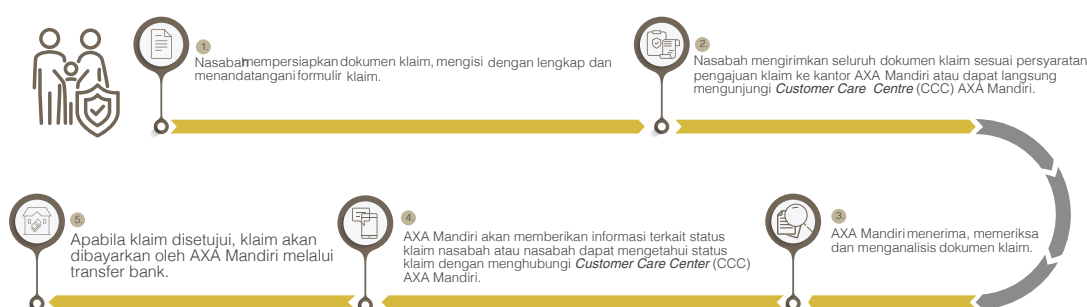 1.
Nasabah mempersiapkan dokumen klaim, mengisi dengan lengkap dan
menandatangani formulir klaim.
2.
Nasabah mengirimkan seluruh dokumen klaim sesuai persyaratan
pengajuan klaim ke kantor AXA Mandiri atau dapat langsung
mengunjungi Customer Care Centre (CCC) AXA Mandiri.
3.
AXA Mandiri menerima, memeriksa
dan menganalisis dokumen klaim.
4.
AXA Mandiri akan memberikan informasi terkait status
klaim nasabah atau nasabah dapat mengetahui status
klaim dengan menghubungi Customer Care Center (CCC)
AXA Mandiri.
5.
Apabila klaim disetujui, klaim akan
dibayarkan oleh AXA Mandiri melalui
transfer bank.